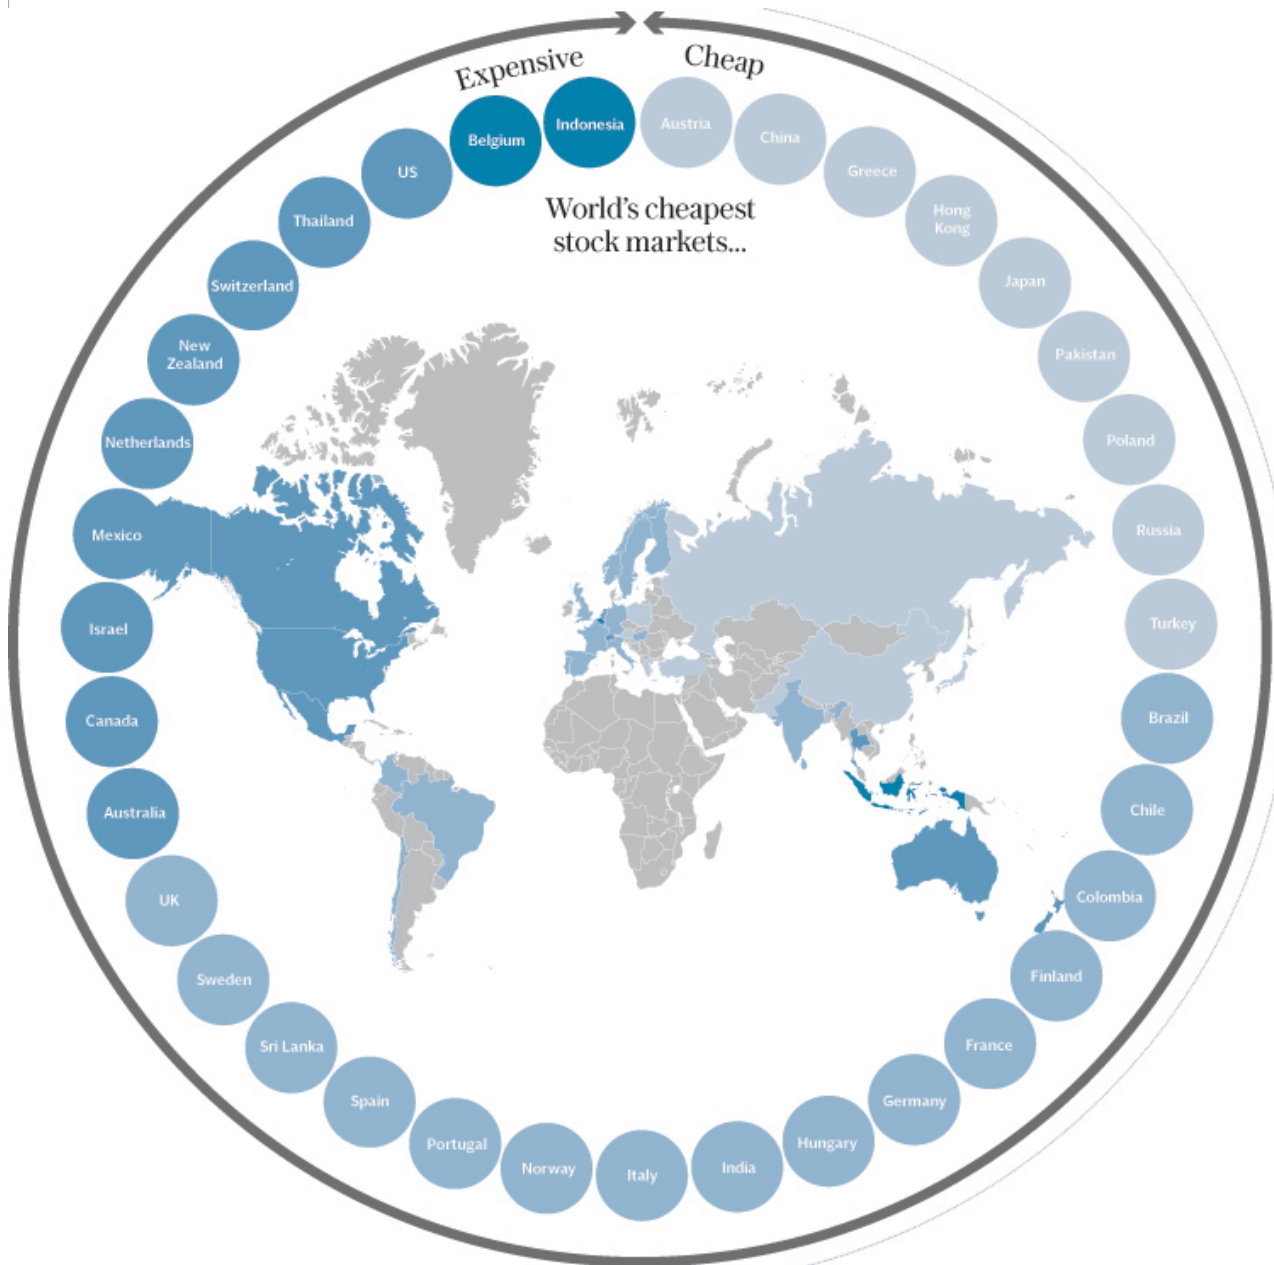 Expensive
Cheap
World's cheapest
stock markets...
Austria
China
Greece
Hong
Kong
Japan
Pakistan
Poland
Russia
Turkey
Brazil
Chile
Colombia
Finland
France
Germany
Hungary
India
Italy
Norway
Portugal
Spain
Sri Lanka
Sweden
UK
Australia
Canada
Israel
Mexico
Netherlands
New
Zealand
Switzerland
Thailand
US
Belgium
Indonesia